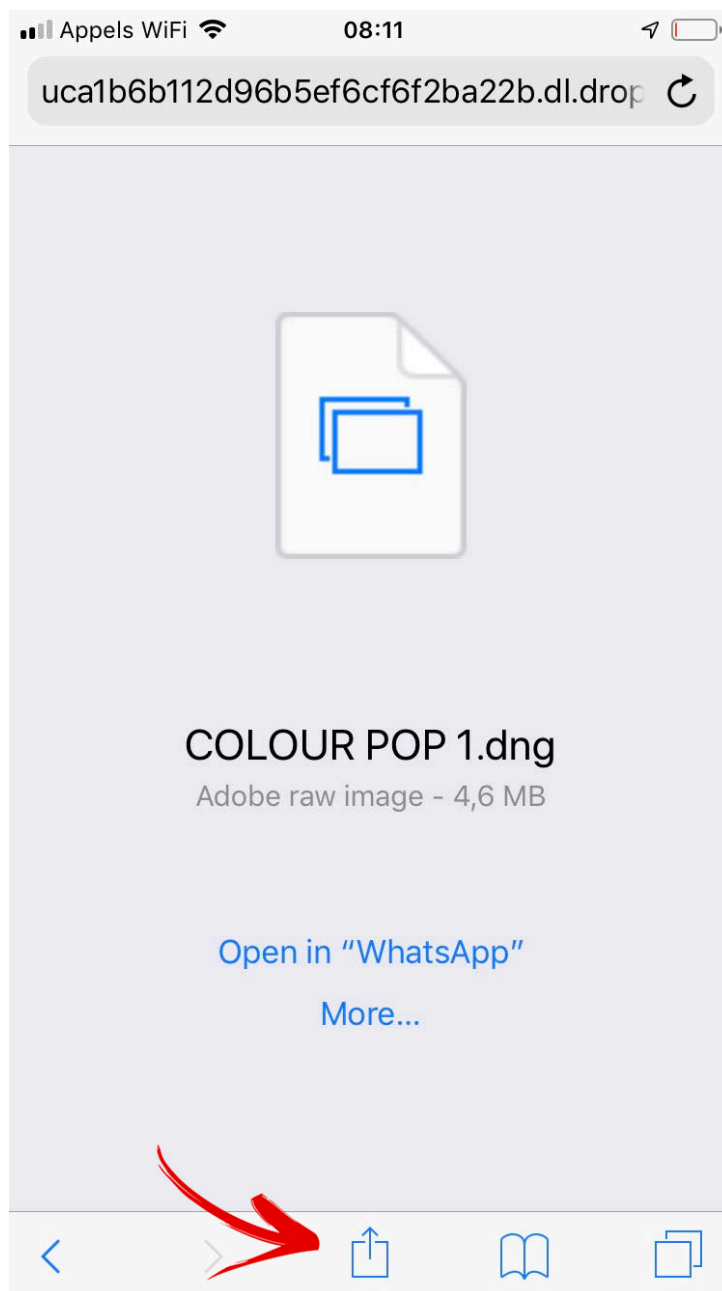 Appels WiFi 08:11
uca1b6b112d96b5ef6cf6f2ba22b.dl.drop
COLOUR POP 1.dng
Adobe raw image - 4,6 MB
Open in “WhatsApp”
More...